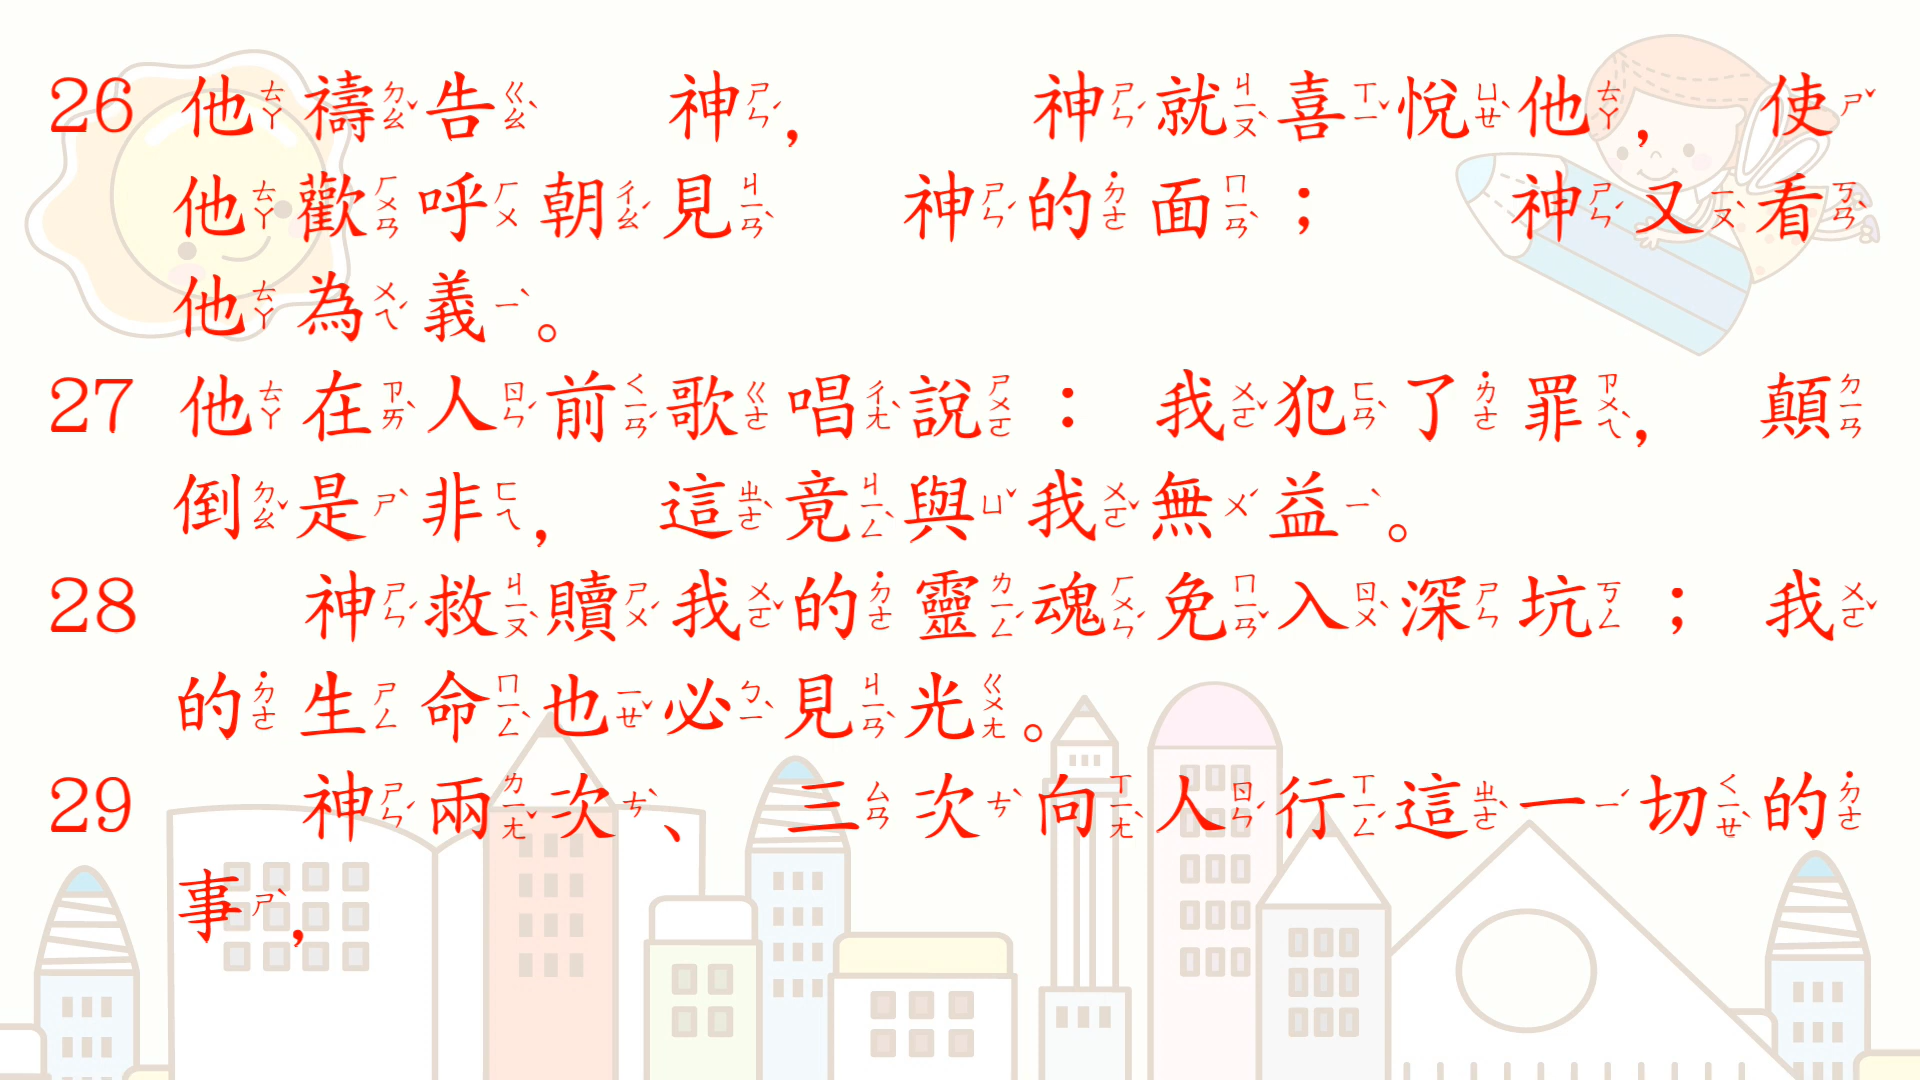 26 他禱告　神，　　神就喜悅他，使
他歡呼朝見　神的面；　神又看
他為義。
27 他在人前歌唱說：我犯了罪，顛
倒是非，這竟與我無益。
28 　神救贖我的靈魂免入深坑；我
的生命也必見光。
29 　神兩次、三次向人行這一切的
事，